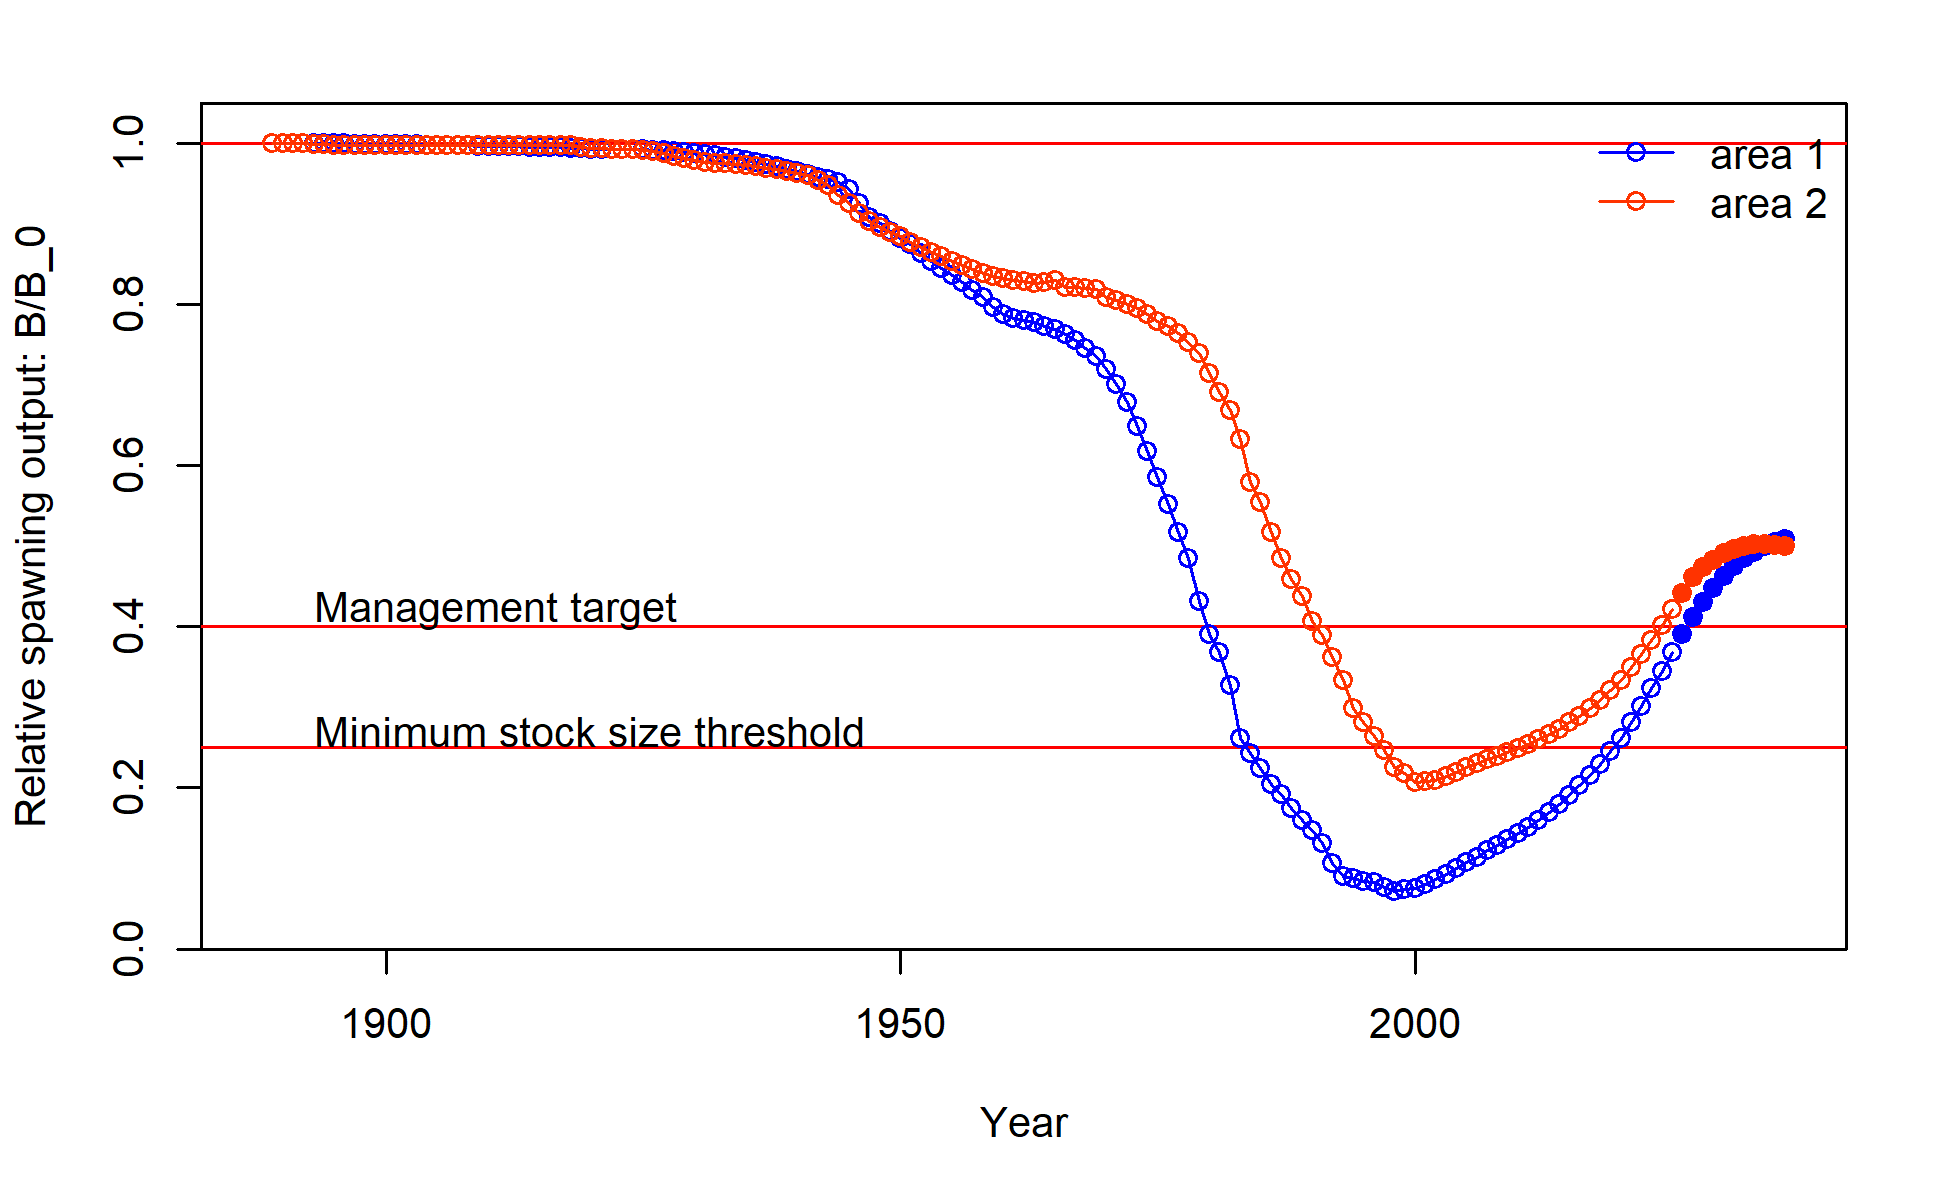 Relative spawning output: B/B_0
1.0
0.8
0.6
0.4
0.2
0.0
area 1
area 2
Management target
Minimum stock size threshold
1900
1950
2000
Year